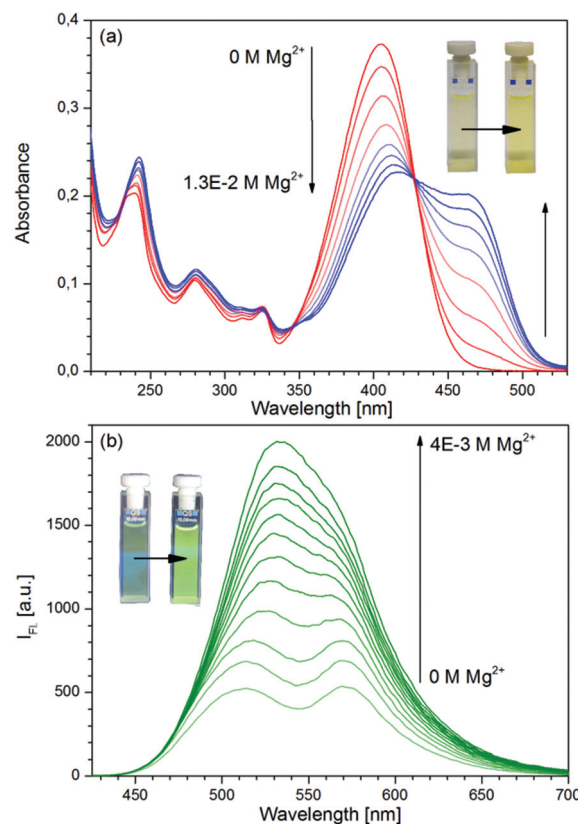 (a)
0 M Mg²⁺
1.3E-2 M Mg²⁺
Absorbance
0,4
0,3
0,2
0,1
0,0
250 300 350 400 450 500
Wavelength [nm]
(b)
4E-3 M Mg²⁺
0 M Mg²⁺
I_Fl. [a.u.]
2000
1500
1000
500
0
450 500 550 600 650 700
Wavelength [nm]